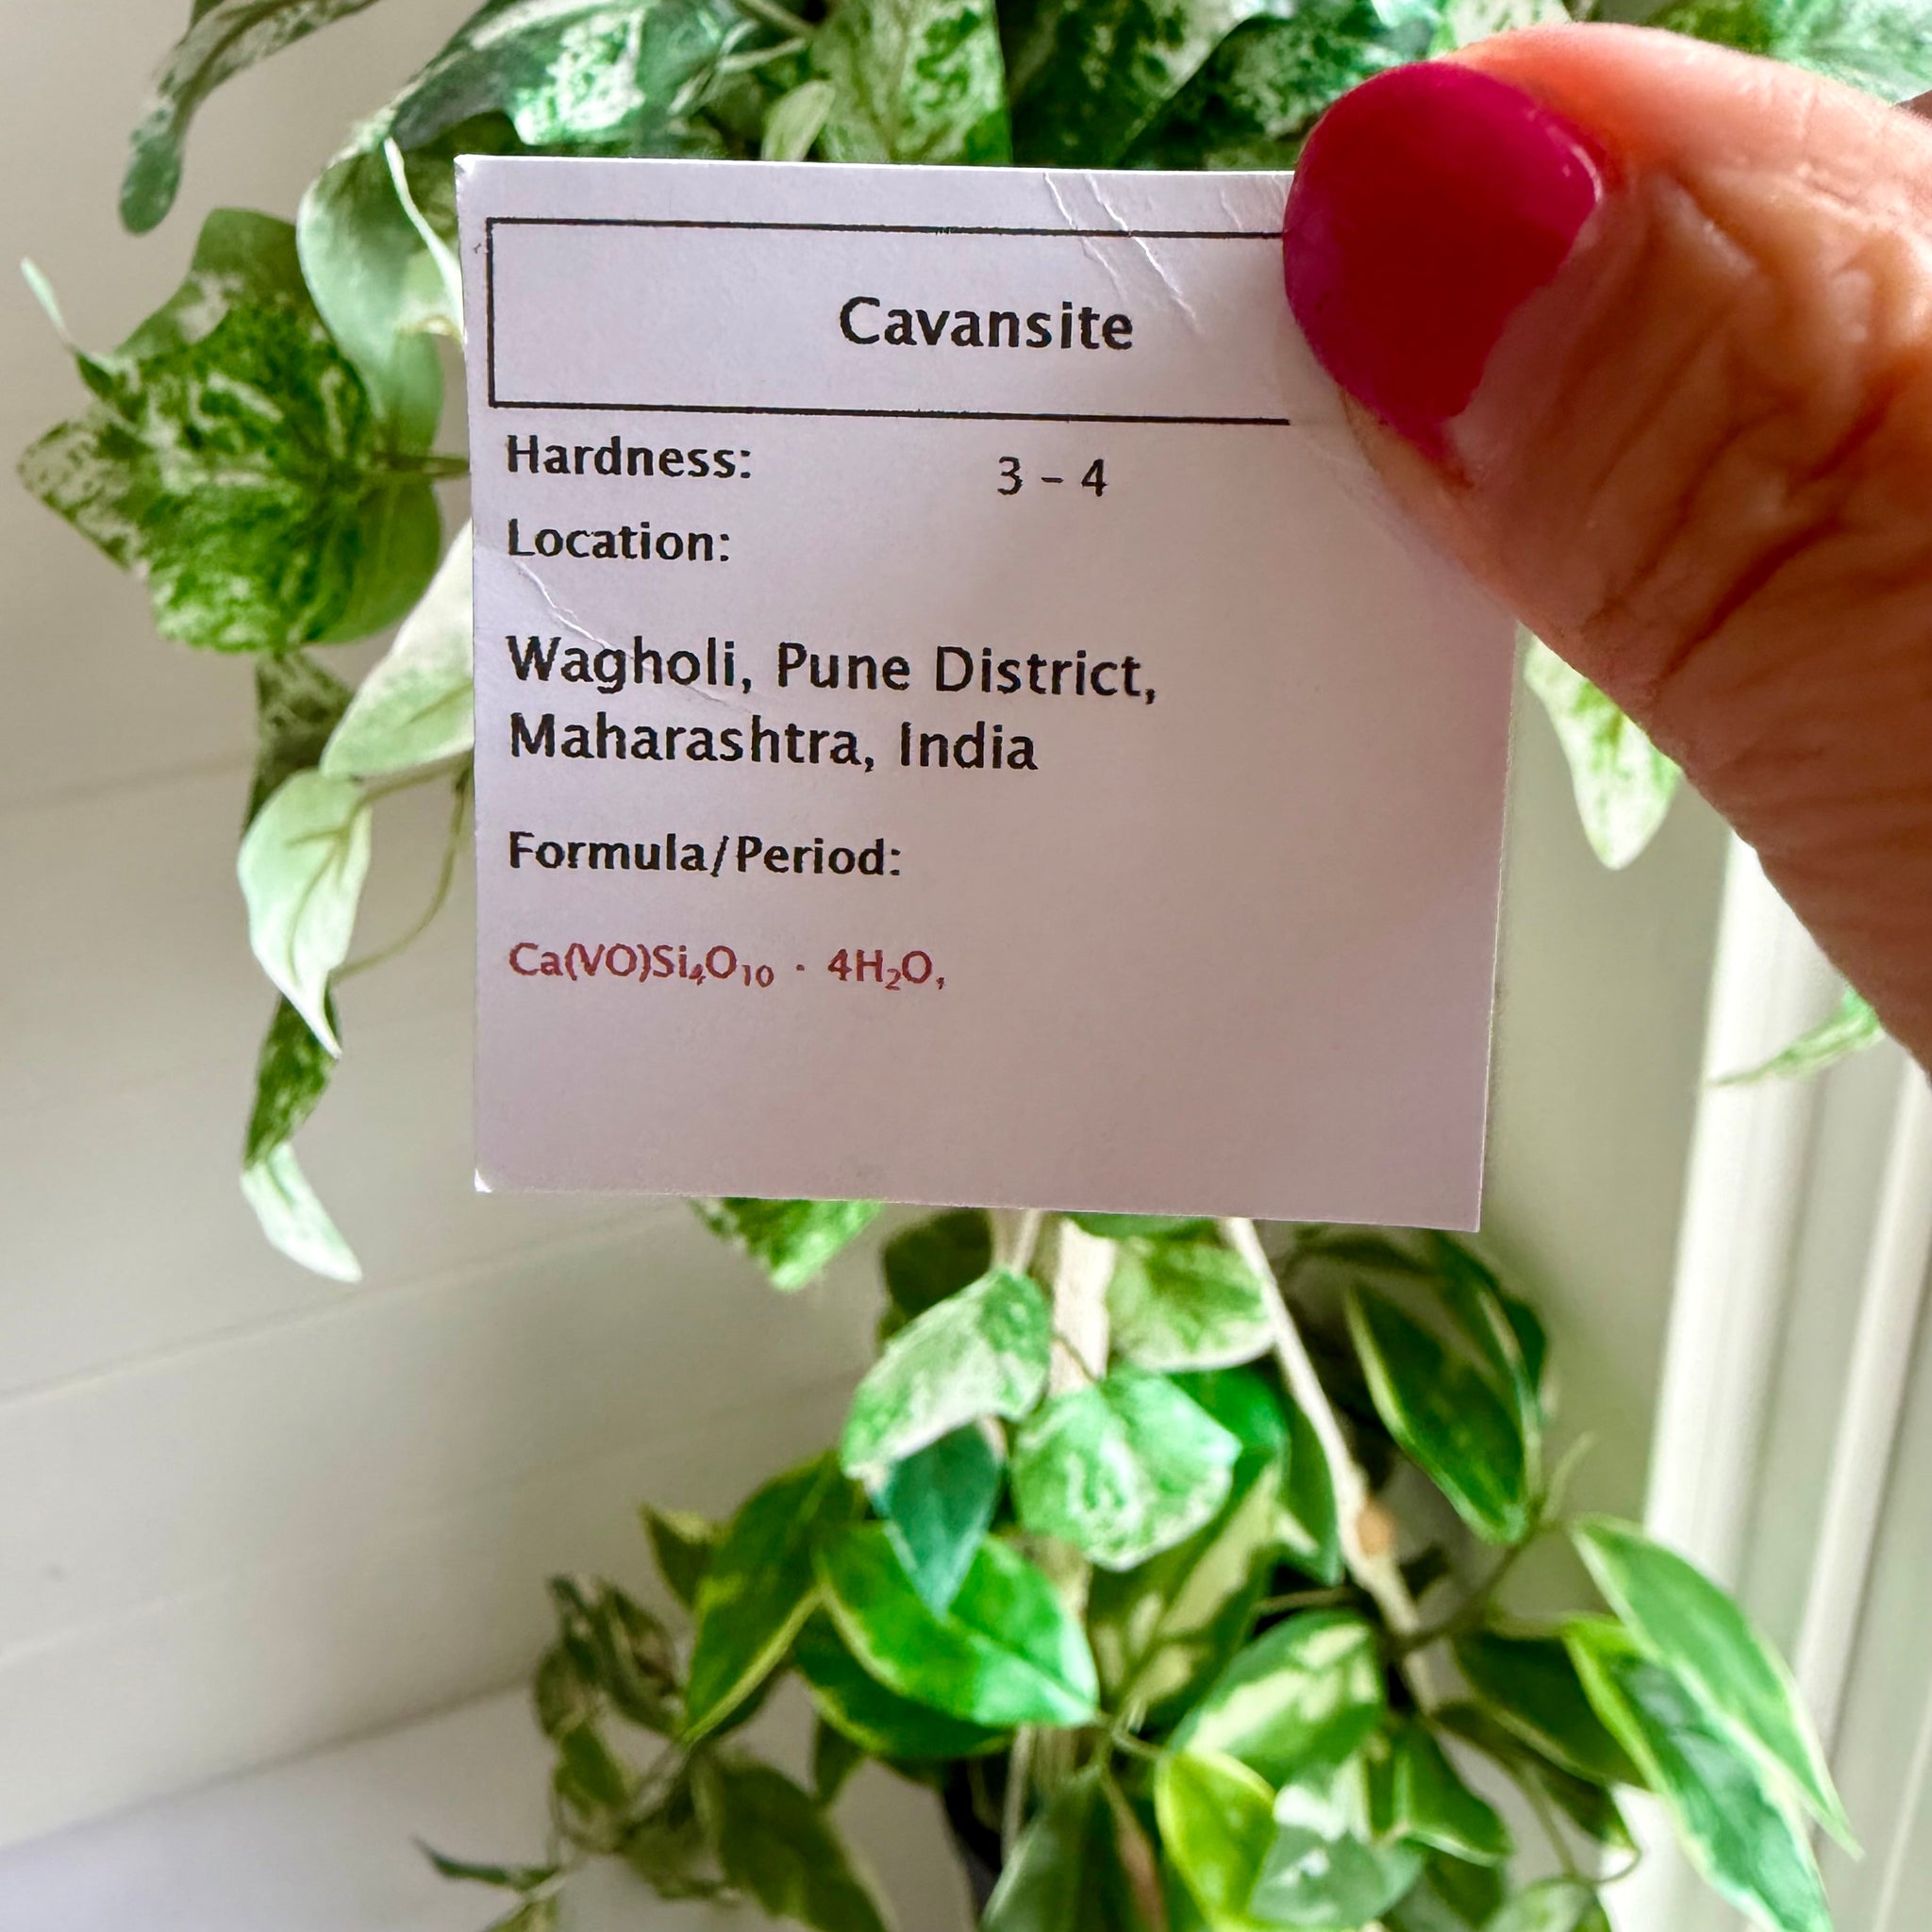 Cavansite
Hardness: 3 – 4
Location:
Wagholi, Pune District,
Maharashtra, India
Formula/Period:
Ca(VO)Si₄O₁₀ · 4H₂O,